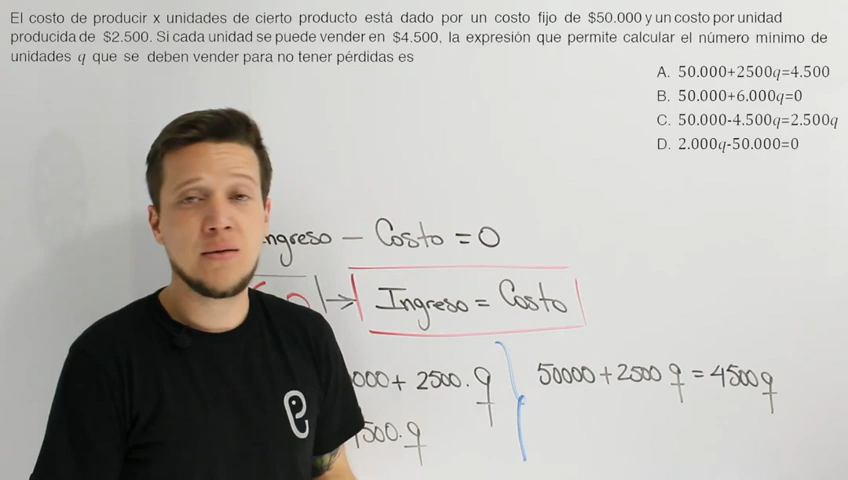 El costo de producir x unidades de cierto producto está dado por un costo fijo de $50.000 y un costo por unidad
producida de $2.500. Si cada unidad se puede vender en $4.500, la expresión que permite calcular el número mínimo de
unidades q que se deben vender para no tener pérdidas es
A. 50.000+2500q=4.500
B. 50.000+6.000q=0
C. 50.000-4.500q=2.500q
D. 2.000q-50.000=0
ngreso - Costo = 0
Ingreso = Costo
000 + 2500.q
50000 + 2500 q = 4500 q
500.q